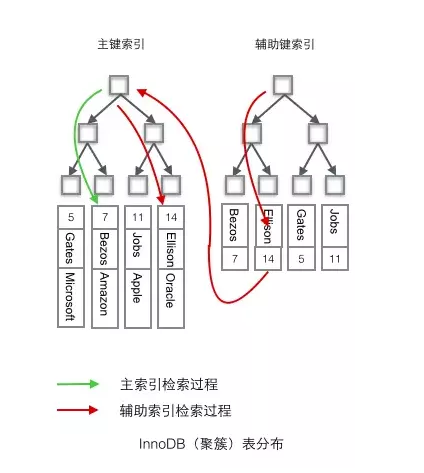 主键索引
辅助键索引
5
7
11
14
Gates
Bezos
Jobs
Ellison
Microsoft
Amazon
Apple
Oracle
Bezos
Ellison
Gates
Jobs
7
14
5
11
主索引检索过程
辅助索引检索过程
InnoDB（聚簇）表分布